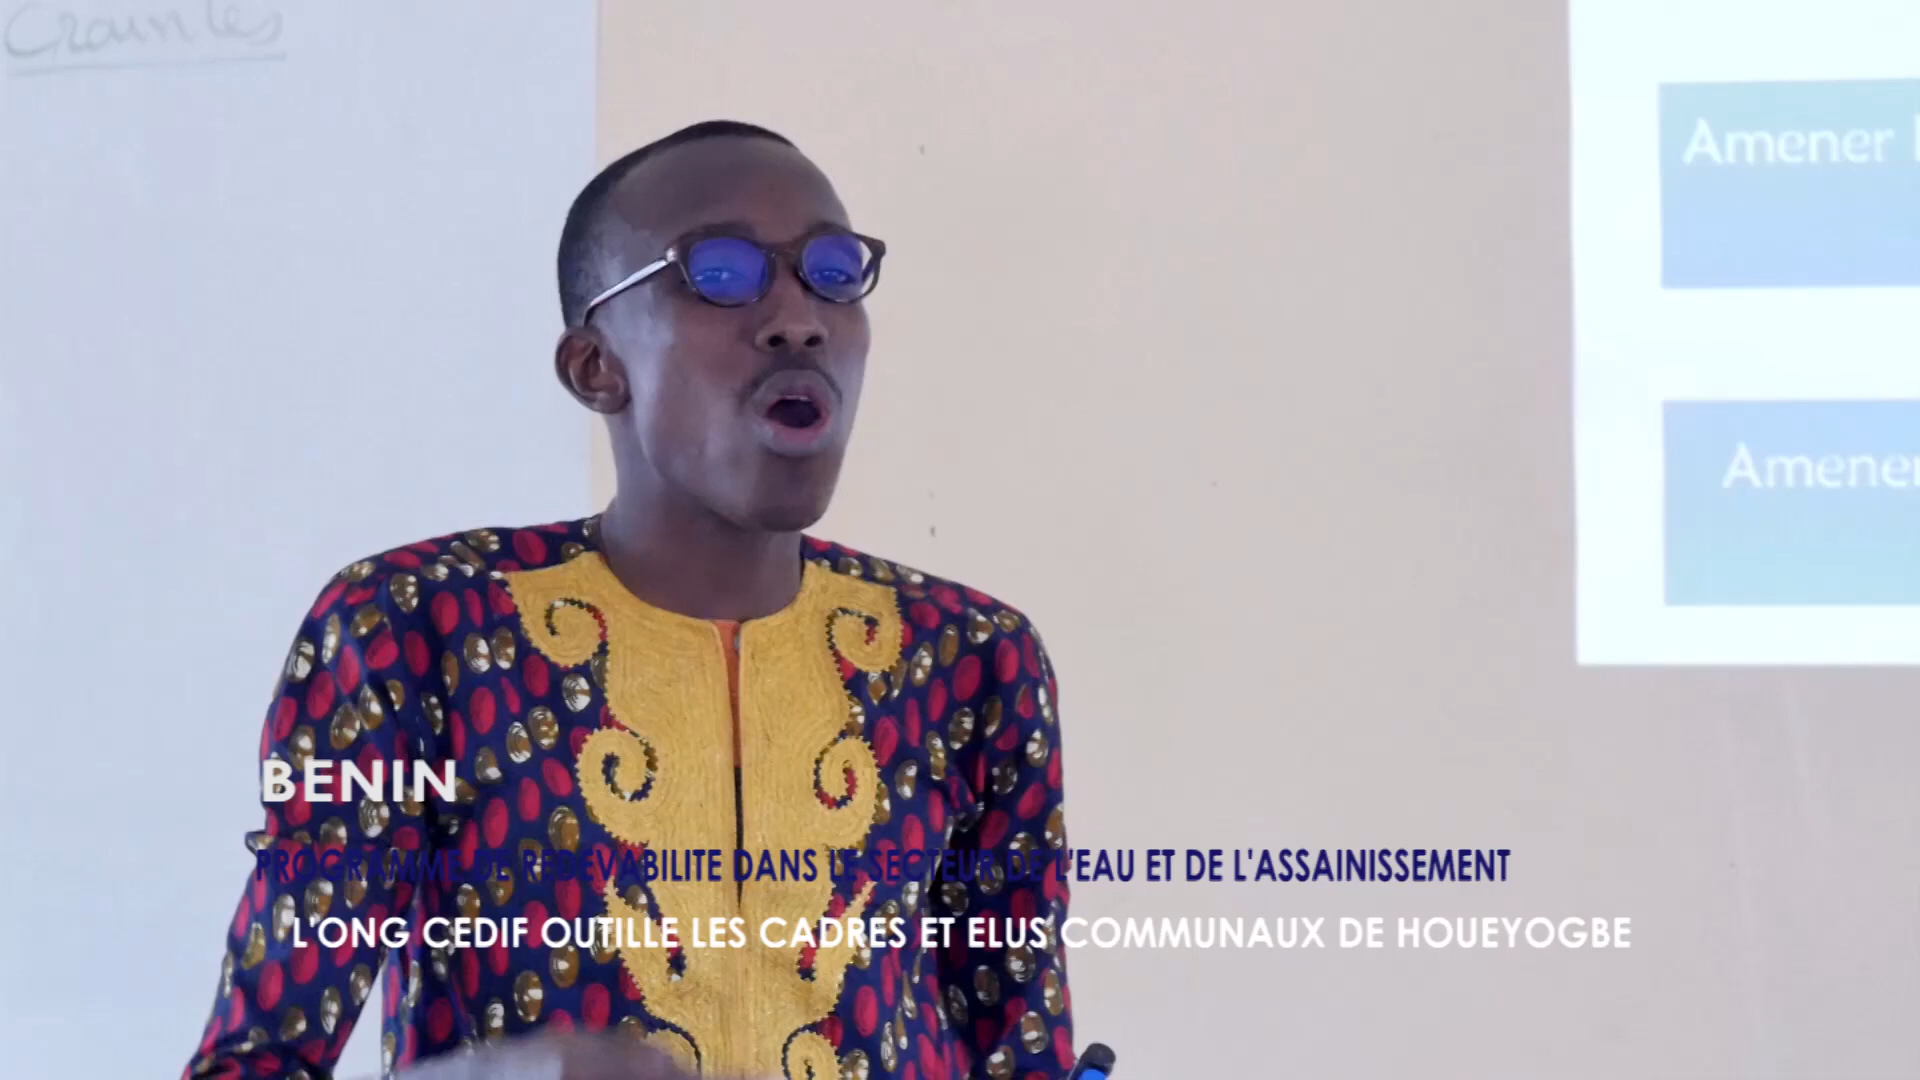 Craintes
Amener
Amener
BENIN
PROGRAMME DE REDEVABILITE DANS LE SECTEUR DE L'EAU ET DE L'ASSAINISSEMENT
L'ONG CEDIF OUTILLE LES CADRES ET ELUS COMMUNAUX DE HOUEYOGBE